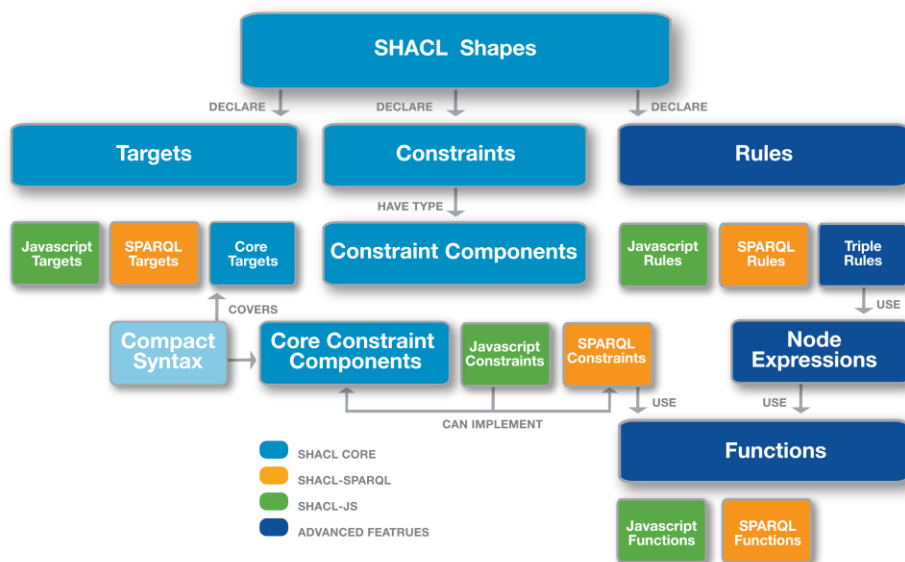 SHACL Shapes
DECLARE
DECLARE
DECLARE
Targets
Constraints
Rules
HAVE TYPE
Javascript
Targets
SPARQL
Targets
Core
Targets
Constraint Components
Javascript
Rules
SPARQL
Rules
Triple
Rules
COVERS
USE
Compact
Syntax
Core Constraint
Components
Javascript
Constraints
SPARQL
Constraints
Node
Expressions
USE
USE
CAN IMPLEMENT
Functions
SHACL CORE
SHACL-SPARQL
SHACL-JS
ADVANCED FEATRUES
Javascript
Functions
SPARQL
Functions